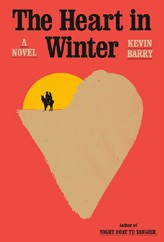 The Heart in
Winter
A
NOVEL
KEVIN
BARRY
Author of
NIGHT BOAT TO TANGIER